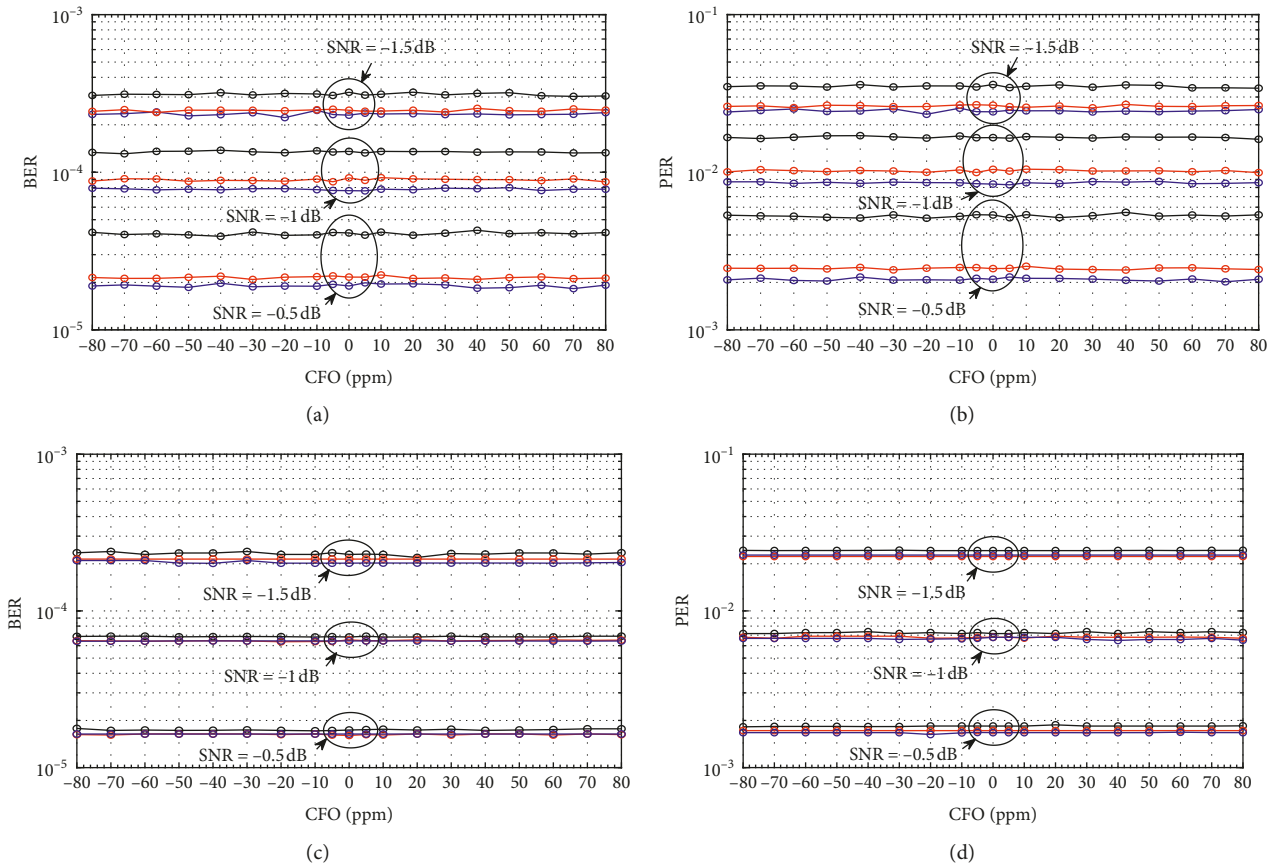 10⁻³
10⁻⁴
10⁻⁵
BER
SNR = −1.5 dB
SNR = −1 dB
SNR = −0.5 dB
−80 −70 −60 −50 −40 −30 −20 −10 0 10 20 30 40 50 60 70 80
CFO (ppm)
(a)
10⁻¹
10⁻²
10⁻³
PER
SNR = −1.5 dB
SNR = −1 dB
SNR = −0.5 dB
−80 −70 −60 −50 −40 −30 −20 −10 0 10 20 30 40 50 60 70 80
CFO (ppm)
(b)
10⁻³
10⁻⁴
10⁻⁵
BER
SNR = −1.5 dB
SNR = −1 dB
SNR = −0.5 dB
−80 −70 −60 −50 −40 −30 −20 −10 0 10 20 30 40 50 60 70 80
CFO (ppm)
(c)
10⁻¹
10⁻²
10⁻³
PER
SNR = −1.5 dB
SNR = −1 dB
SNR = −0.5 dB
−80 −70 −60 −50 −40 −30 −20 −10 0 10 20 30 40 50 60 70 80
CFO (ppm)
(d)